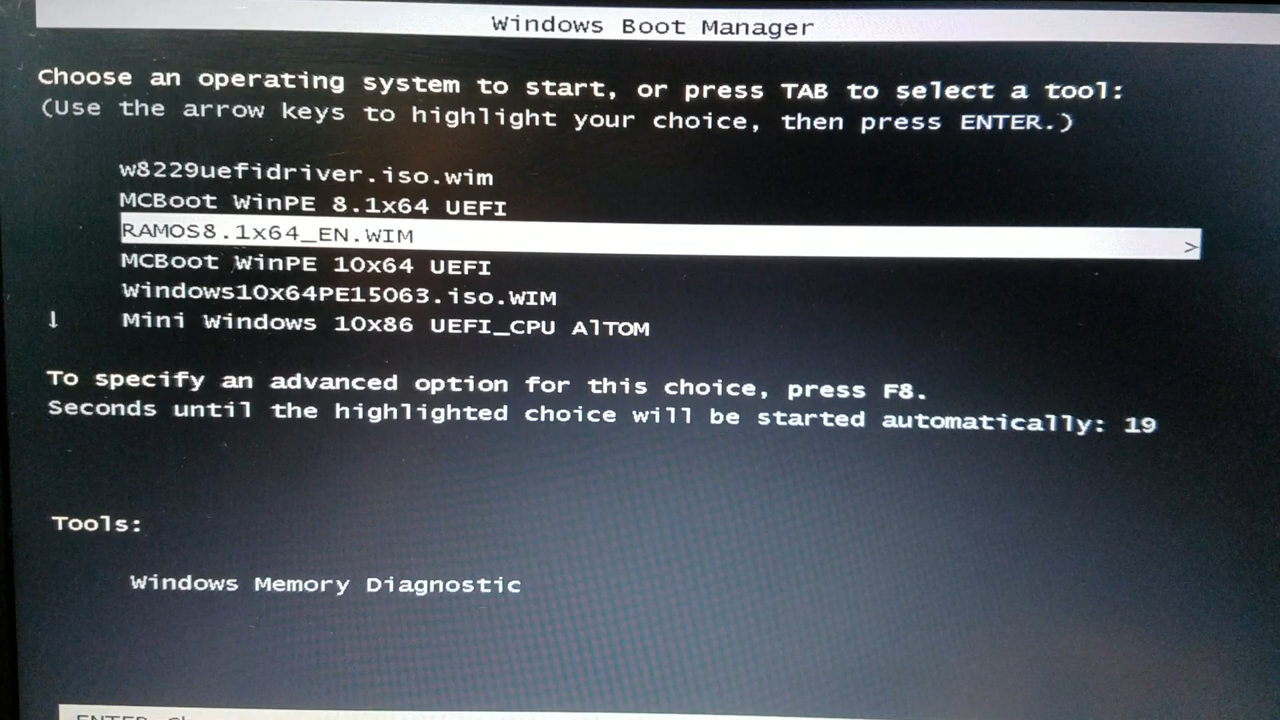 Windows Boot Manager
Choose an operating system to start, or press TAB to select a tool:
(Use the arrow keys to highlight your choice, then press ENTER.)
w8229uefidriver.iso.wim
MCBoot WinPE 8.1x64 UEFI
RAMOS8.1x64_EN.WIM >
MCBoot WinPE 10x64 UEFI
Windows10x64PE15063.iso.WIM
↓ Mini Windows 10x86 UEFI_CPU AlTOM
To specify an advanced option for this choice, press F8.
Seconds until the highlighted choice will be started automatically: 19
Tools:
Windows Memory Diagnostic